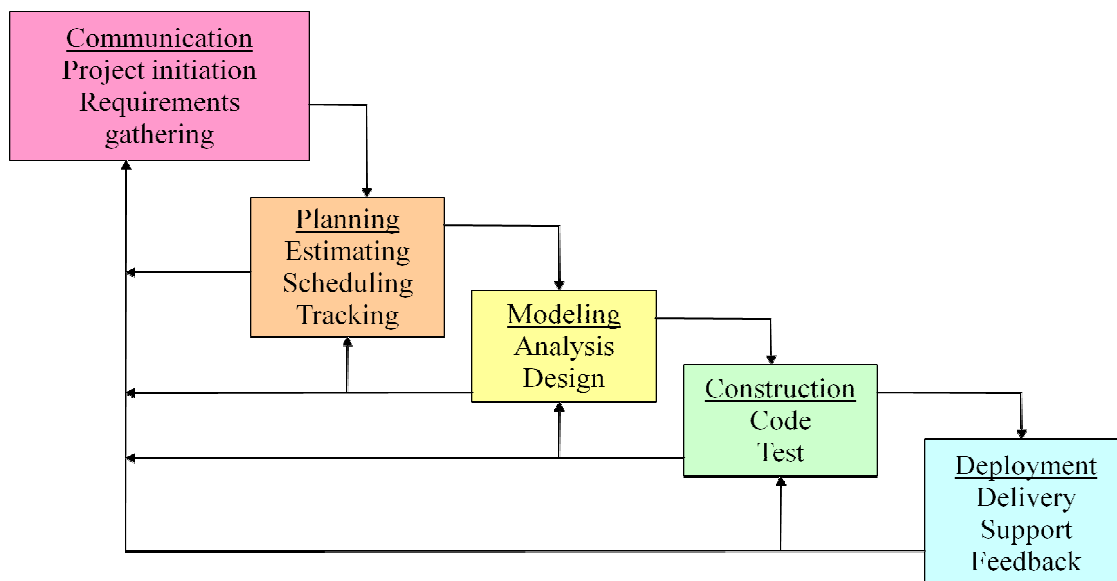 Communication
Project initiation
Requirements
gathering
Planning
Estimating
Scheduling
Tracking
Modeling
Analysis
Design
Construction
Code
Test
Deployment
Delivery
Support
Feedback